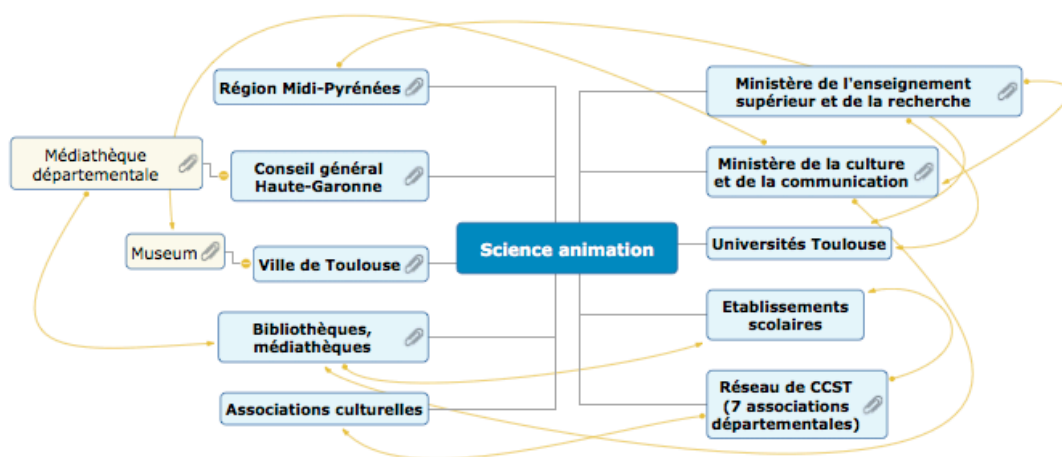 Région Midi-Pyrénées
Médiathèque
départementale
Conseil général
Haute-Garonne
Museum
Ville de Toulouse
Bibliothèques,
médiathèques
Associations culturelles
Science animation
Ministère de l'enseignement
supérieur et de la recherche
Ministère de la culture
et de la communication
Universités Toulouse
Etablissements
scolaires
Réseau de CCST
(7 associations
départementales)